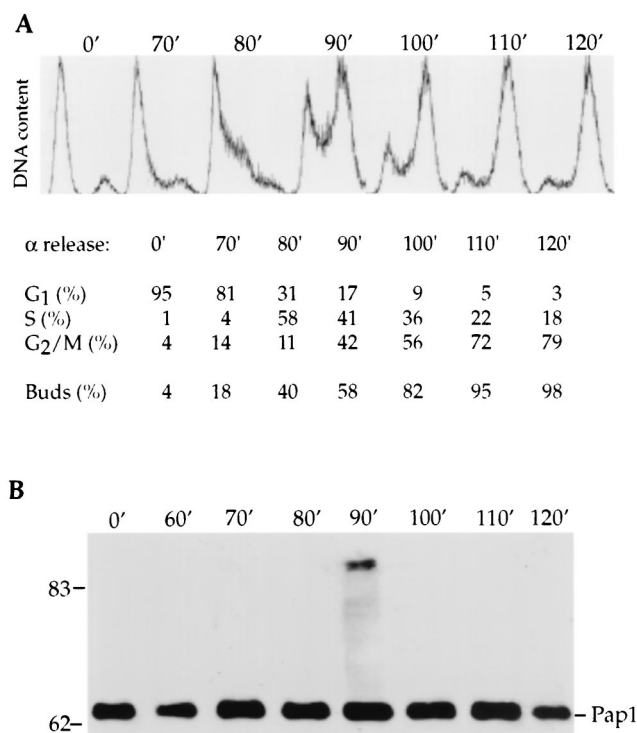 A
0' 70' 80' 90' 100' 110' 120'
DNA content
α release: 0' 70' 80' 90' 100' 110' 120'
G1 (%) 95 81 31 17 9 5 3
S (%) 1 4 58 41 36 22 18
G2/M (%) 4 14 11 42 56 72 79
Buds (%) 4 18 40 58 82 95 98
B
0' 60' 70' 80' 90' 100' 110' 120'
83
62
Pap1